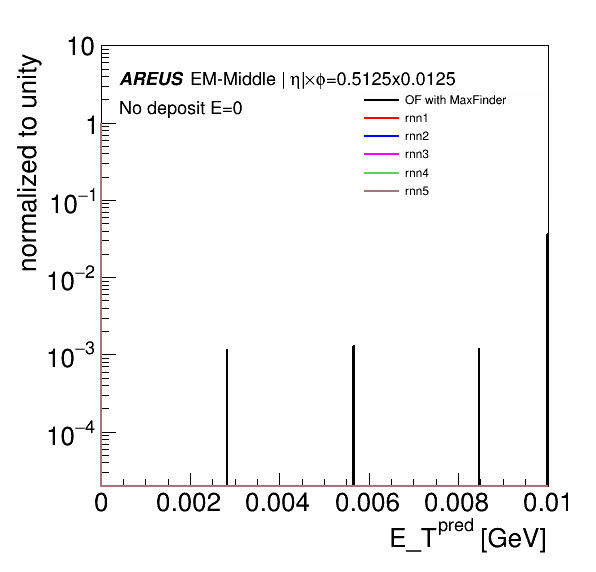 10
AREUS EM-Middle | η|×φ=0.5125x0.0125
No deposit E=0
OF with MaxFinder
rnn1
rnn2
rnn3
rnn4
rnn5
normalized to unity
1
10⁻¹
10⁻²
10⁻³
10⁻⁴
0 0.002 0.004 0.006 0.008 0.01
E_T^pred [GeV]